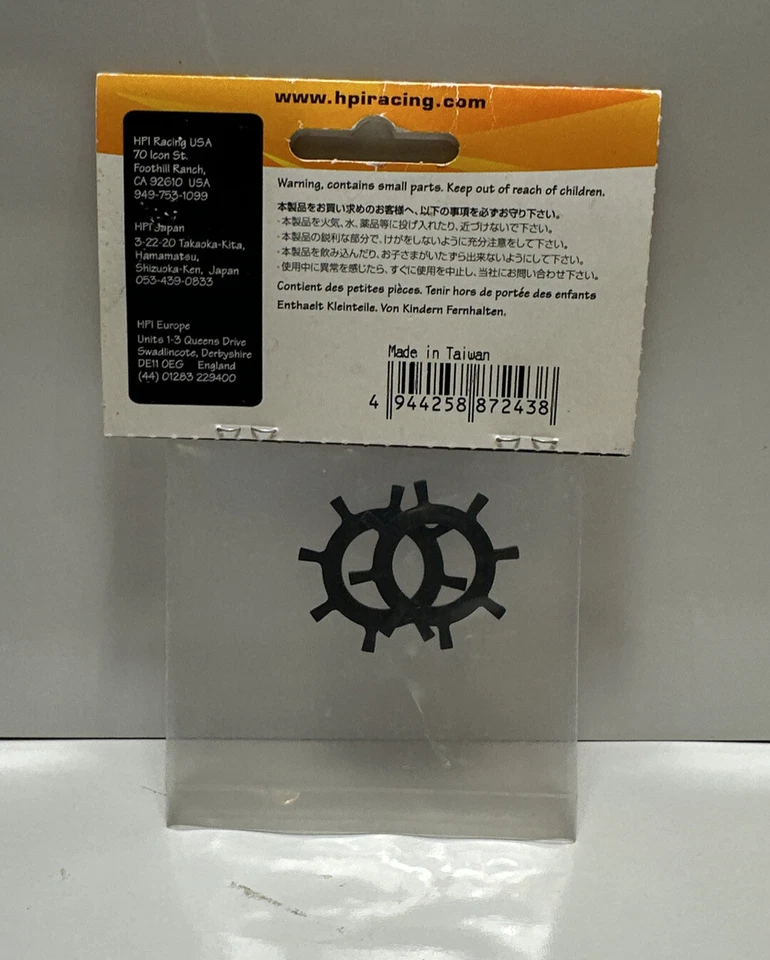 www.hpiracing.com
HPI Racing USA
70 Icon St.
Foothill Ranch,
CA 92610 USA
949-753-1099
HPI Japan
3-22-20 Takaoka-Kita,
Hamamatsu,
Shizuoka-Ken, Japan
053-439-0833
HPI Europe
Units 1-3 Queens Drive
Swadlincote, Derbyshire
DE11 0EG England
(44) 01283 229400
Warning, contains small parts. Keep out of reach of children.
本製品をお買い求めのお客様へ、以下の事項を必ずお守り下さい。
・本製品を火気、水、薬品等に投げ入れたり、近づけないで下さい。
・本製品の鋭利な部分で、けがをしないように充分注意をして下さい。
・本製品を飲み込んだり、お子さまがいたずら出来ないようにして下さい。
・使用中に異常を感じたら、すぐに使用を中止し、当社にお問い合わせ下さい。
Contient des petites pièces. Tenir hors de portée des enfants
Enthaelt Kleinteile. Von Kindern Fernhalten.
Made in Taiwan
4 944258 872438